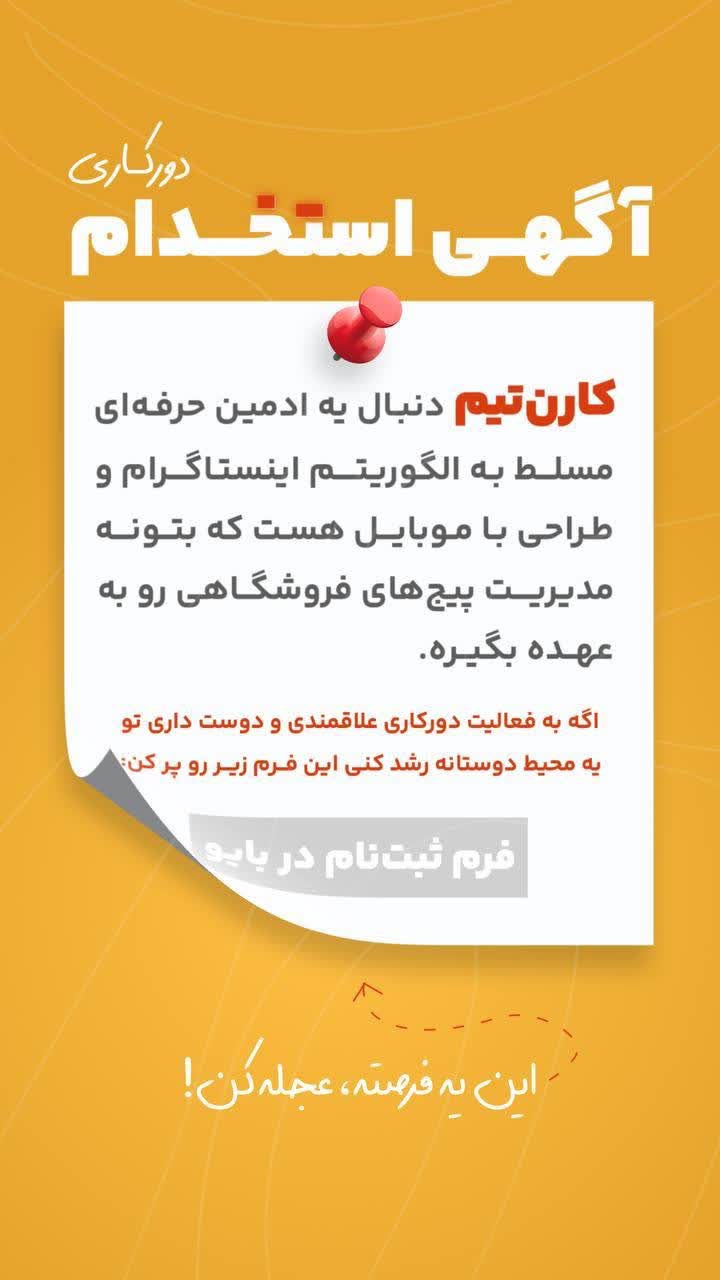 دورکاری
آگهی استخدام
کارن‌تیم دنبال یه ادمین حرفه‌ای
مسلط به الگوریتم اینستاگرام و
طراحی با موبایل هست که بتونه
مدیریت پیج‌های فروشگاهی رو به
عهده بگیره.
اگه به فعالیت دورکاری علاقمندی و دوست داری تو
یه محیط دوستانه رشد کنی این فرم زیر رو پر کن:
فرم ثبت‌نام در بایو
این یه فرصته، عجله کن!